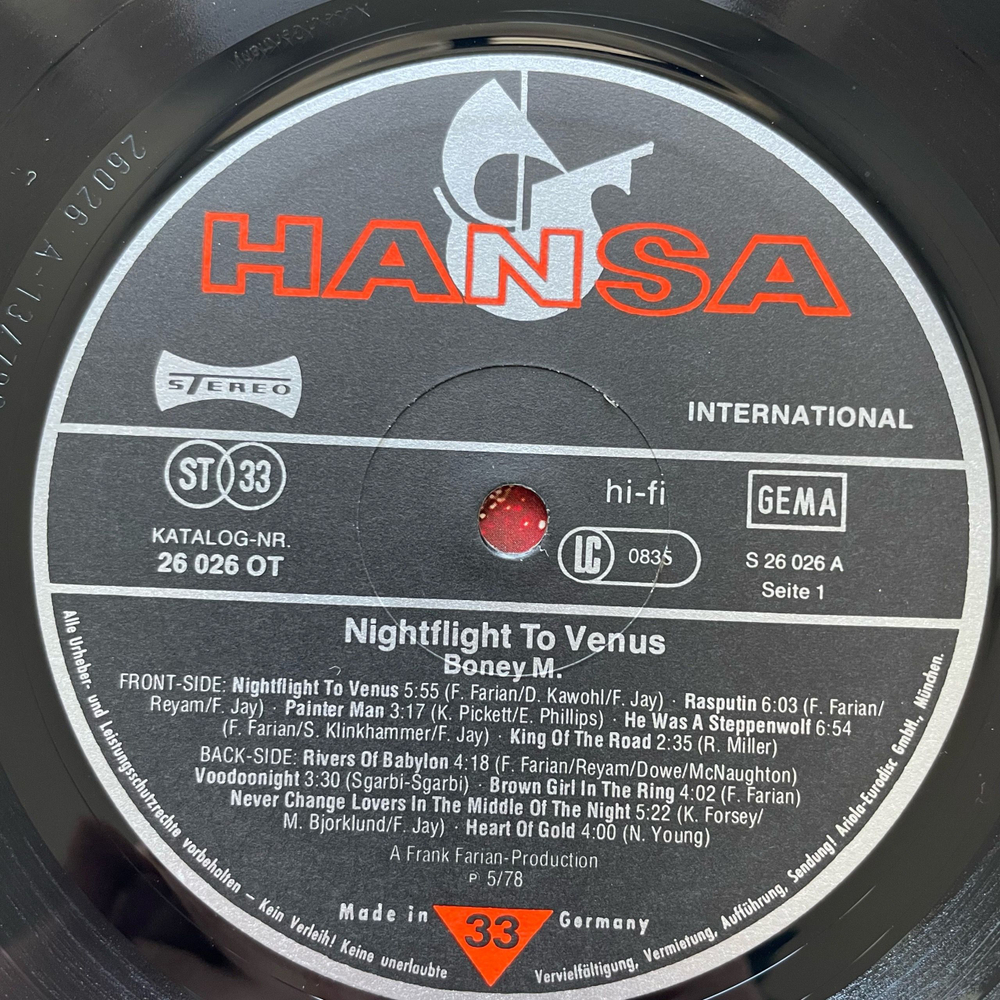 HANSA
STEREO
INTERNATIONAL
ST 33
hi-fi
GEMA
KATALOG-NR.
26 026 OT
LC 0835
S 26 026 A
Seite 1
Nightflight To Venus
Boney M.
FRONT-SIDE: Nightflight To Venus 5:55 (F. Farian/D. Kawohl/F. Jay) · Rasputin 6:03 (F. Farian/
Reyam/F. Jay) · Painter Man 3:17 (K. Pickett/E. Phillips) · He Was A Steppenwolf 6:54
(F. Farian/S. Klinkhammer/F. Jay) · King Of The Road 2:35 (R. Miller)
BACK-SIDE: Rivers Of Babylon 4:18 (F. Farian/Reyam/Dowe/McNaughton)
Voodoonight 3:30 (Sgarbi-Sgarbi) · Brown Girl In The Ring 4:02 (F. Farian)
Never Change Lovers In The Middle Of The Night 5:22 (K. Forsey/
M. Bjorklund/F. Jay) · Heart Of Gold 4:00 (N. Young)
A Frank Farian-Production
℗ 5/78
Made in 33 Germany
Alle Urheber- und Leistungsschutzrechte vorbehalten – Kein Verleih! Keine unerlaubte Vervielfältigung, Vermietung, Aufführung, Sendung! Ariola-Eurodisc GmbH., München.
26026 A-13/78